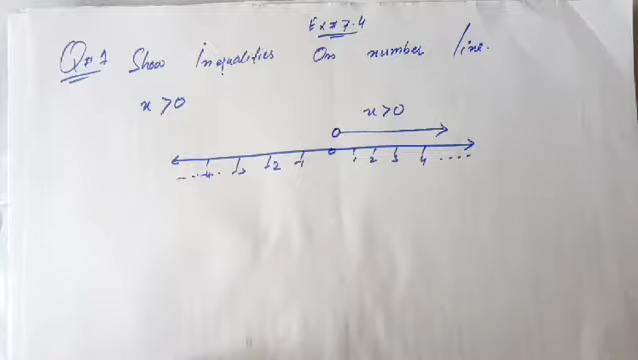 Ex # 7.4
Q # 1 Show Inequalities On number line.
x > 0
x > 0
-4 -3 -2 -1 0 1 2 3 4 ....